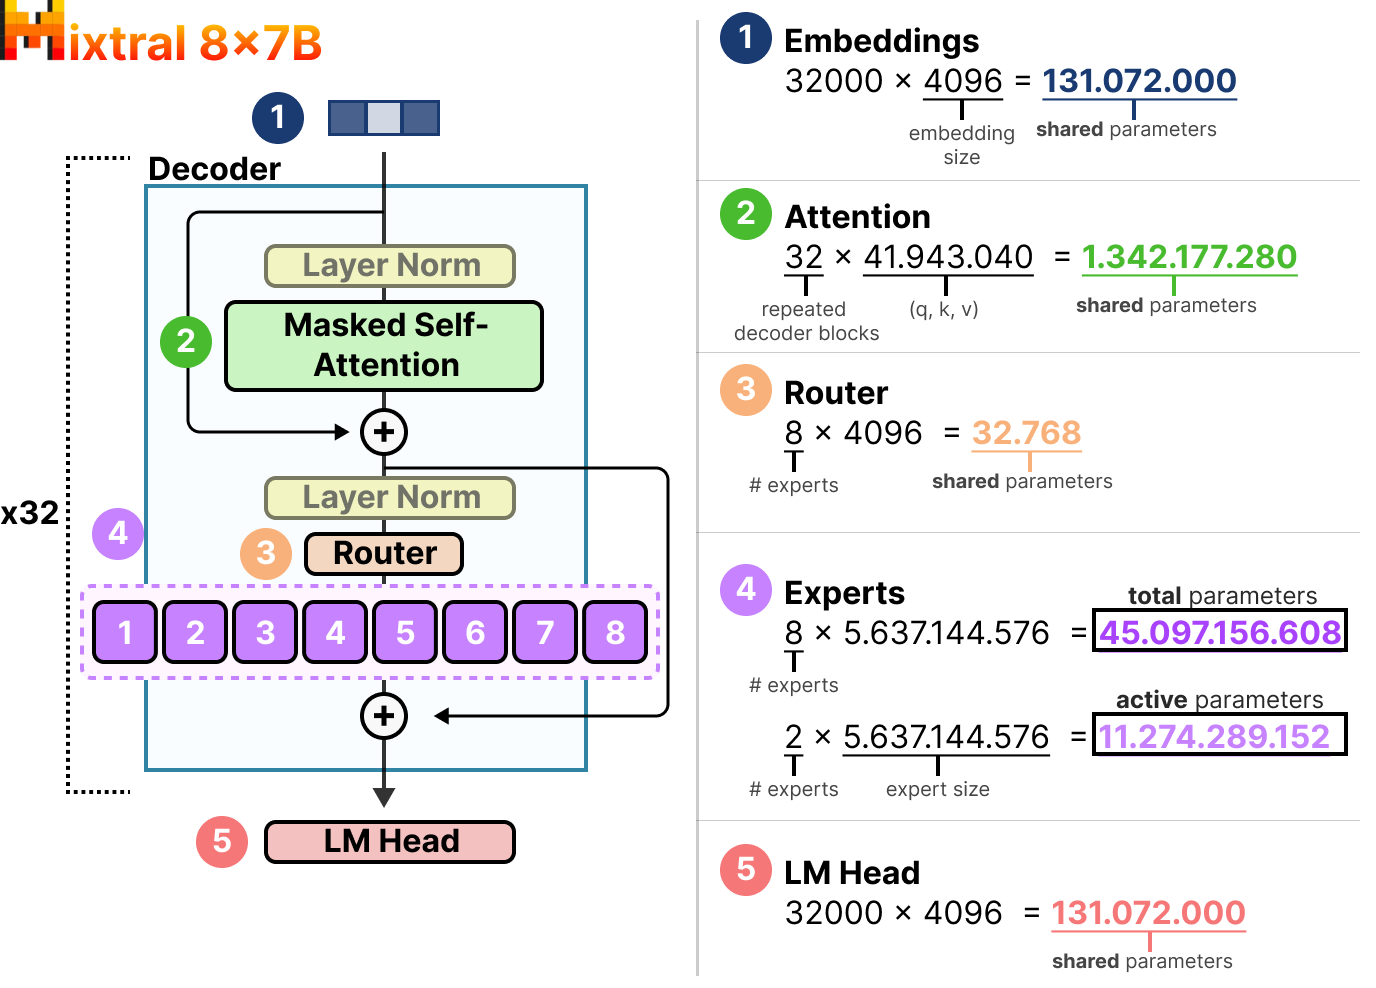 Mixtral 8×7B
1
Decoder
Layer Norm
Masked Self-
Attention
2
+
Layer Norm
x32
4
3
Router
1 2 3 4 5 6 7 8
+
5
LM Head
1 Embeddings
32000 × 4096 = 131.072.000
embedding
size
shared parameters
2 Attention
32 × 41.943.040 = 1.342.177.280
repeated
decoder blocks
(q, k, v)
shared parameters
3 Router
8 × 4096 = 32.768
# experts
shared parameters
4 Experts
total parameters
8 × 5.637.144.576 = 45.097.156.608
# experts
active parameters
2 × 5.637.144.576 = 11.274.289.152
# experts
expert size
5 LM Head
32000 × 4096 = 131.072.000
shared parameters